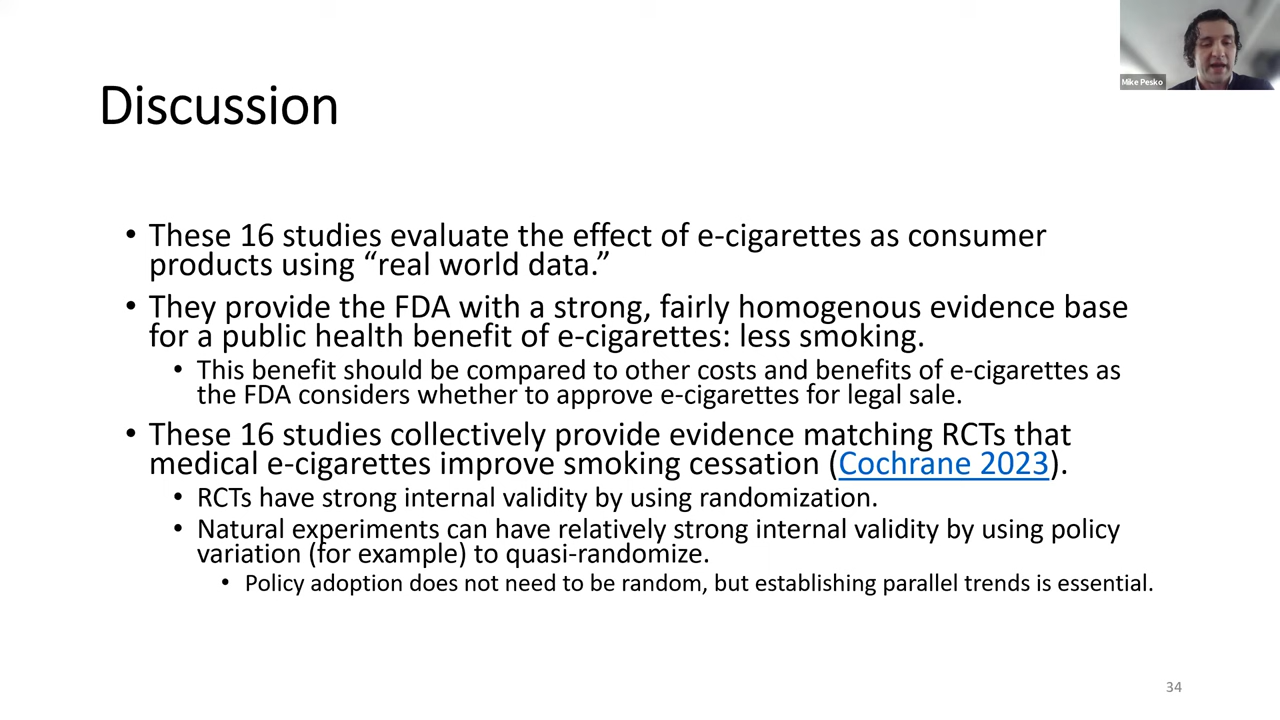 Mike Pesko
Discussion
• These 16 studies evaluate the effect of e-cigarettes as consumer
products using “real world data.”
• They provide the FDA with a strong, fairly homogenous evidence base
for a public health benefit of e-cigarettes: less smoking.
• This benefit should be compared to other costs and benefits of e-cigarettes as
the FDA considers whether to approve e-cigarettes for legal sale.
• These 16 studies collectively provide evidence matching RCTs that
medical e-cigarettes improve smoking cessation (Cochrane 2023).
• RCTs have strong internal validity by using randomization.
• Natural experiments can have relatively strong internal validity by using policy
variation (for example) to quasi-randomize.
• Policy adoption does not need to be random, but establishing parallel trends is essential.
34